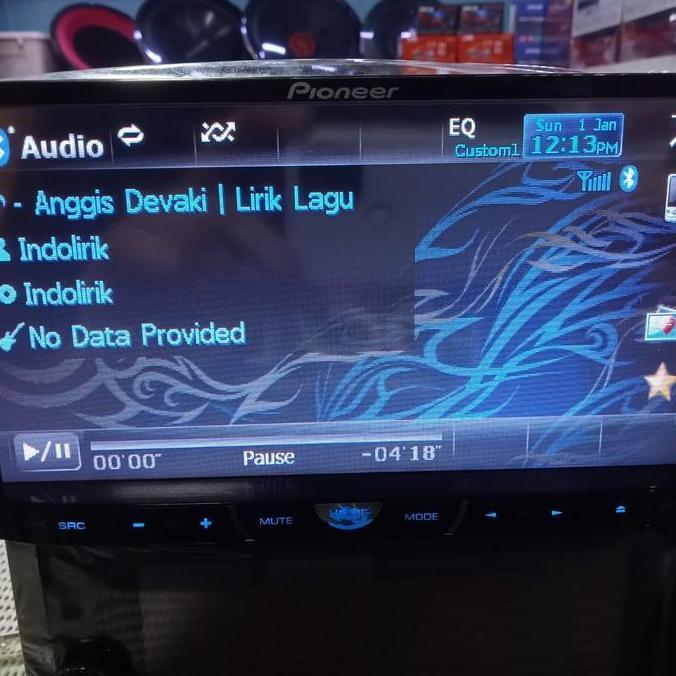 Pioneer
Audio
EQ
Custom1
Sun 1 Jan
12:13PM
- Anggis Devaki | Lirik Lagu
Indolirik
Indolirik
No Data Provided
00'00"
Pause
-04'18"
SRC
-
+
MUTE
HOME
MODE